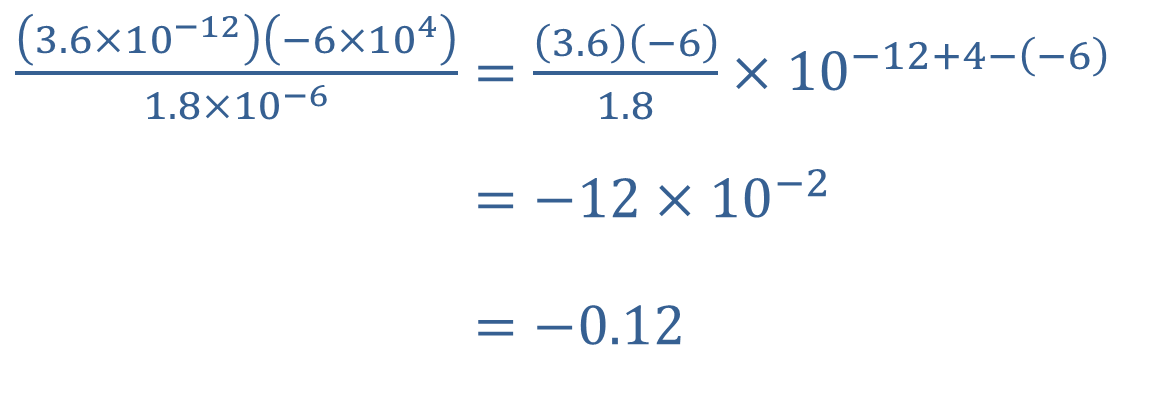 (3.6×10⁻¹²)(−6×10⁴)/1.8×10⁻⁶ = (3.6)(−6)/1.8 × 10⁻¹²⁺⁴⁻⁽⁻⁶⁾
= −12 × 10⁻²
= −0.12